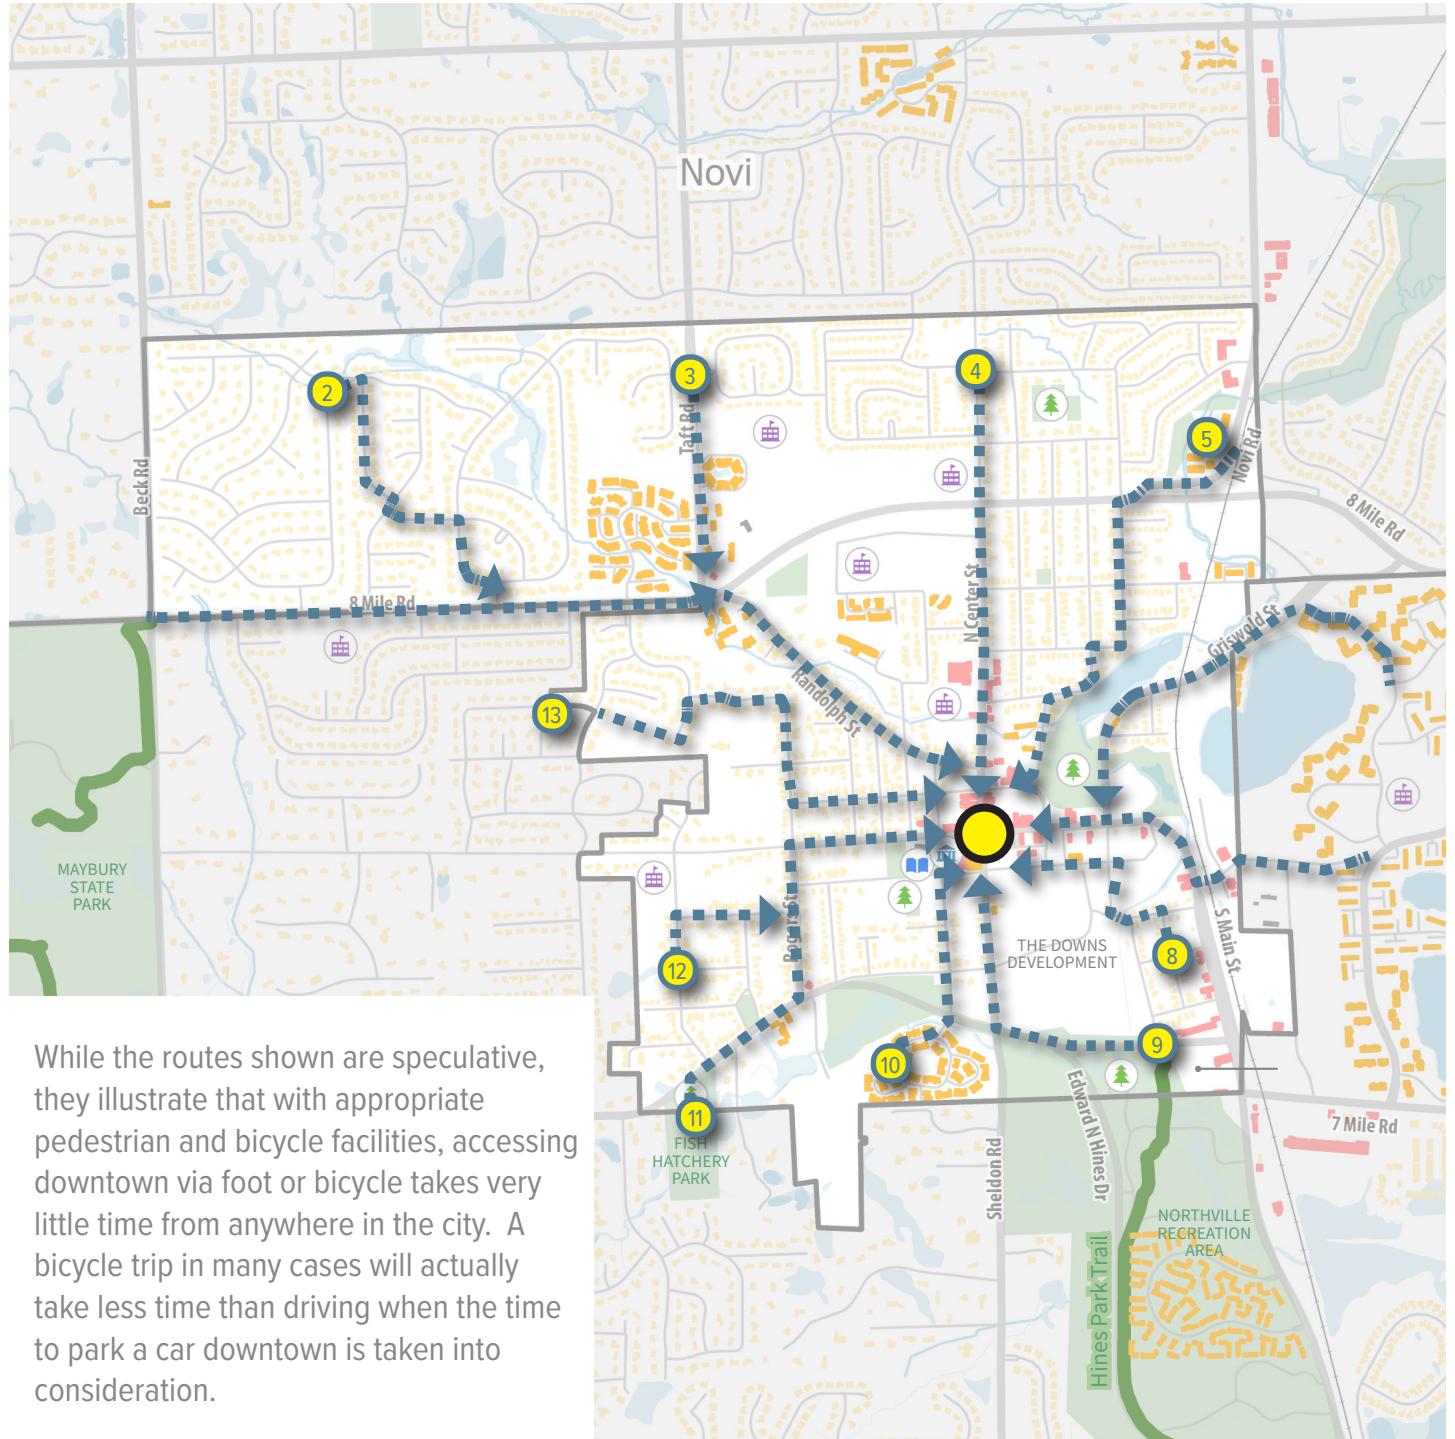 Novi
2
3
4
5
Taft Rd
Beck Rd
Novi Rd
8 Mile Rd
8 Mile Rd
N Center St
Griswold St
Randolph St
13
MAYBURY
STATE
PARK
Rogers St
THE DOWNS
DEVELOPMENT
S Main St
12
8
9
10
11
FISH
HATCHERY
PARK
Edward N Hines Dr
7 Mile Rd
Sheldon Rd
Hines Park Trail
NORTHVILLE
RECREATION
AREA
While the routes shown are speculative,
they illustrate that with appropriate
pedestrian and bicycle facilities, accessing
downtown via foot or bicycle takes very
little time from anywhere in the city.  A
bicycle trip in many cases will actually
take less time than driving when the time
to park a car downtown is taken into
consideration.